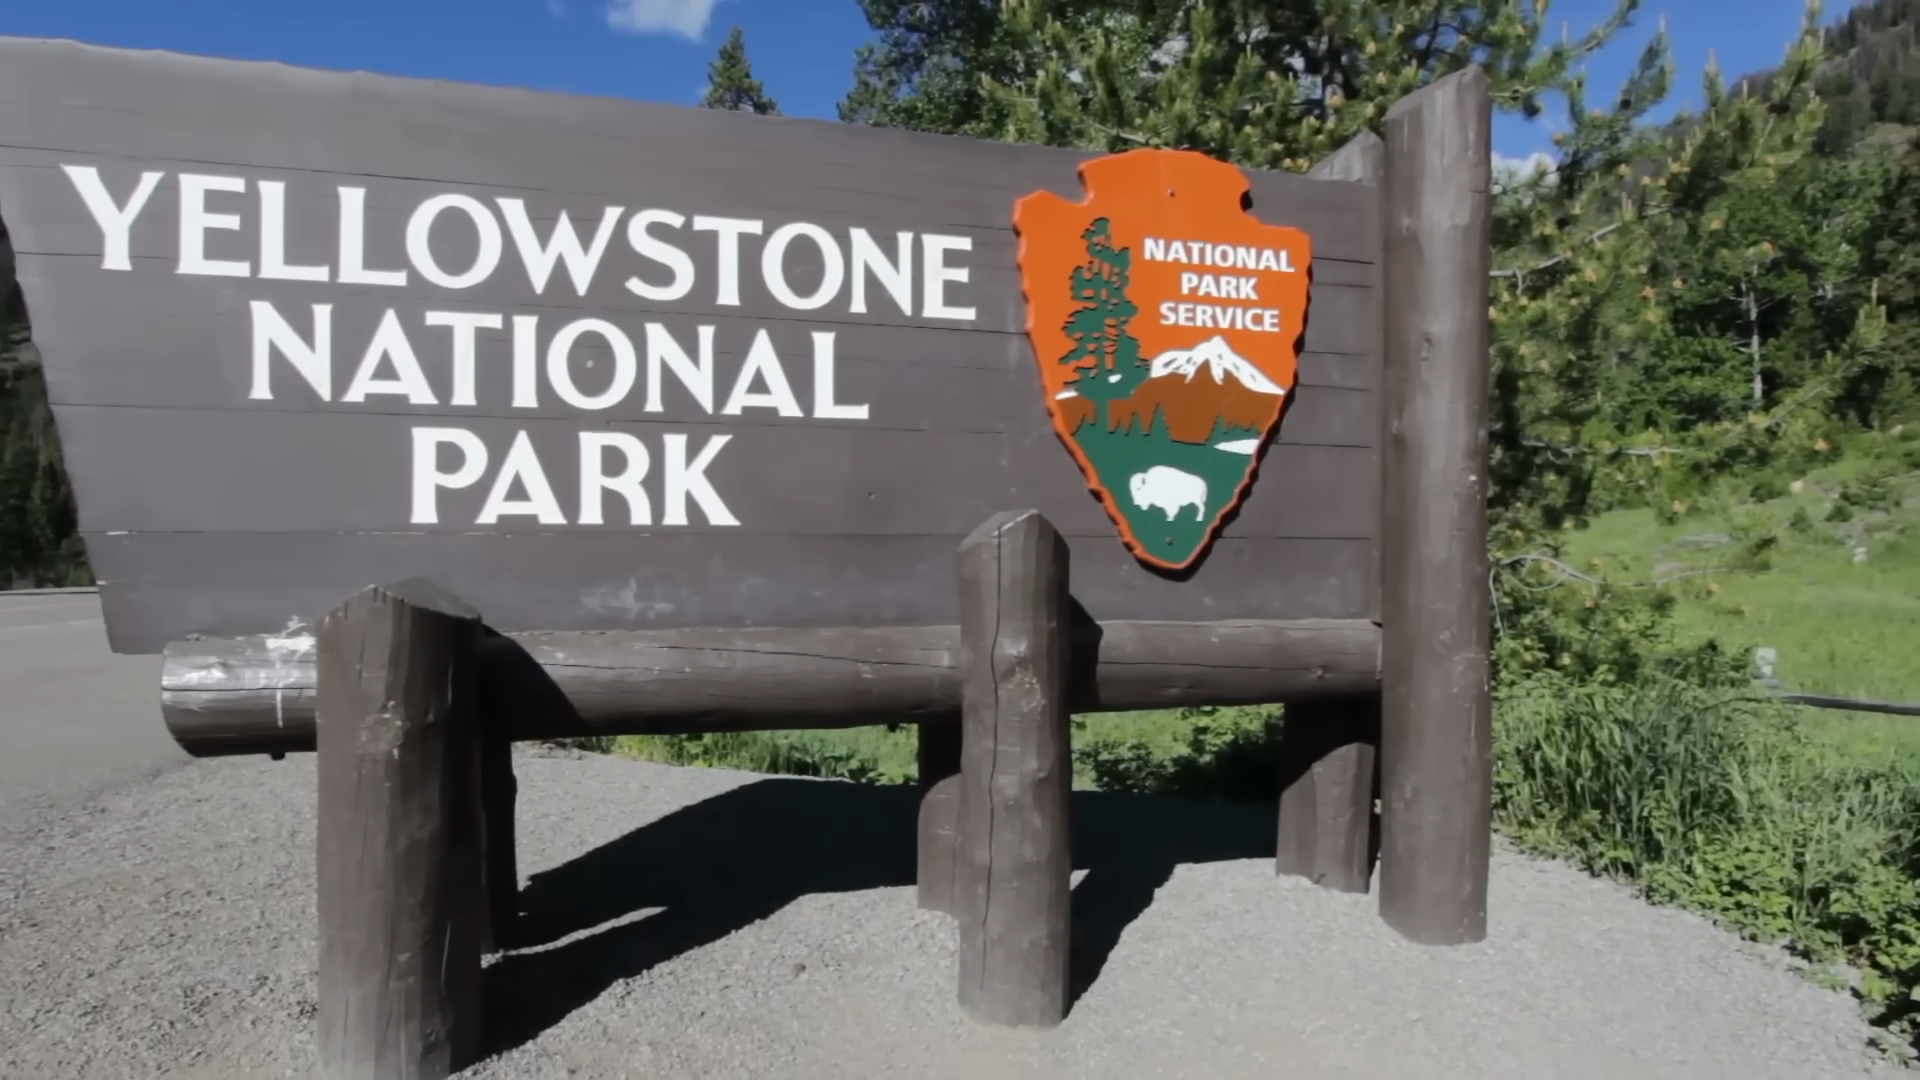 YELLOWSTONE
NATIONAL
PARK
NATIONAL
PARK
SERVICE